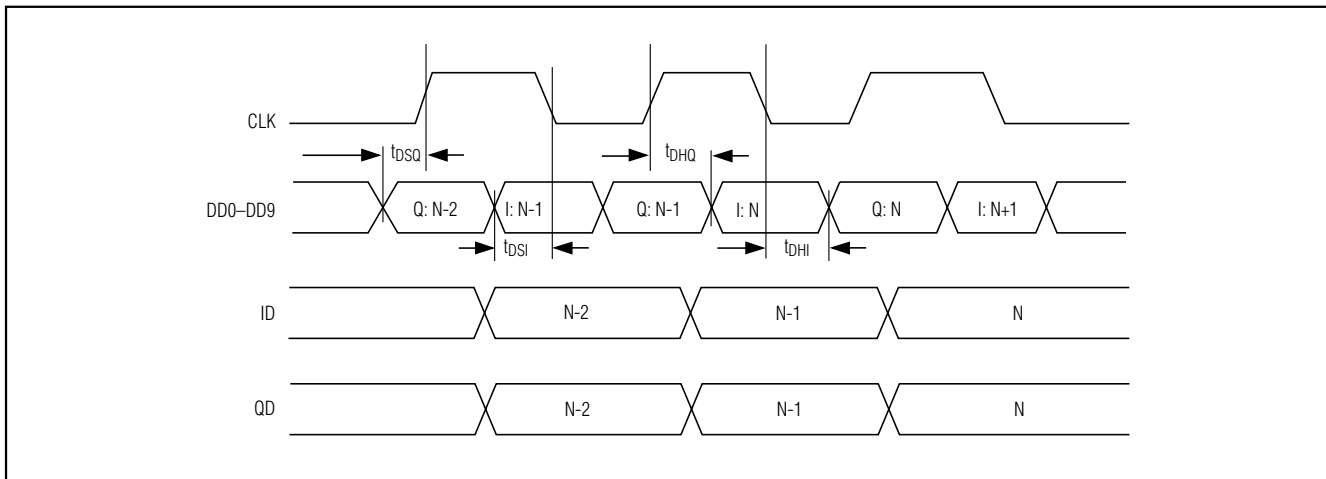 CLK
tDSQ
tDHQ
DD0–DD9
Q: N-2
I: N-1
Q: N-1
I: N
Q: N
I: N+1
tDSI
tDHI
ID
N-2
N-1
N
QD
N-2
N-1
N